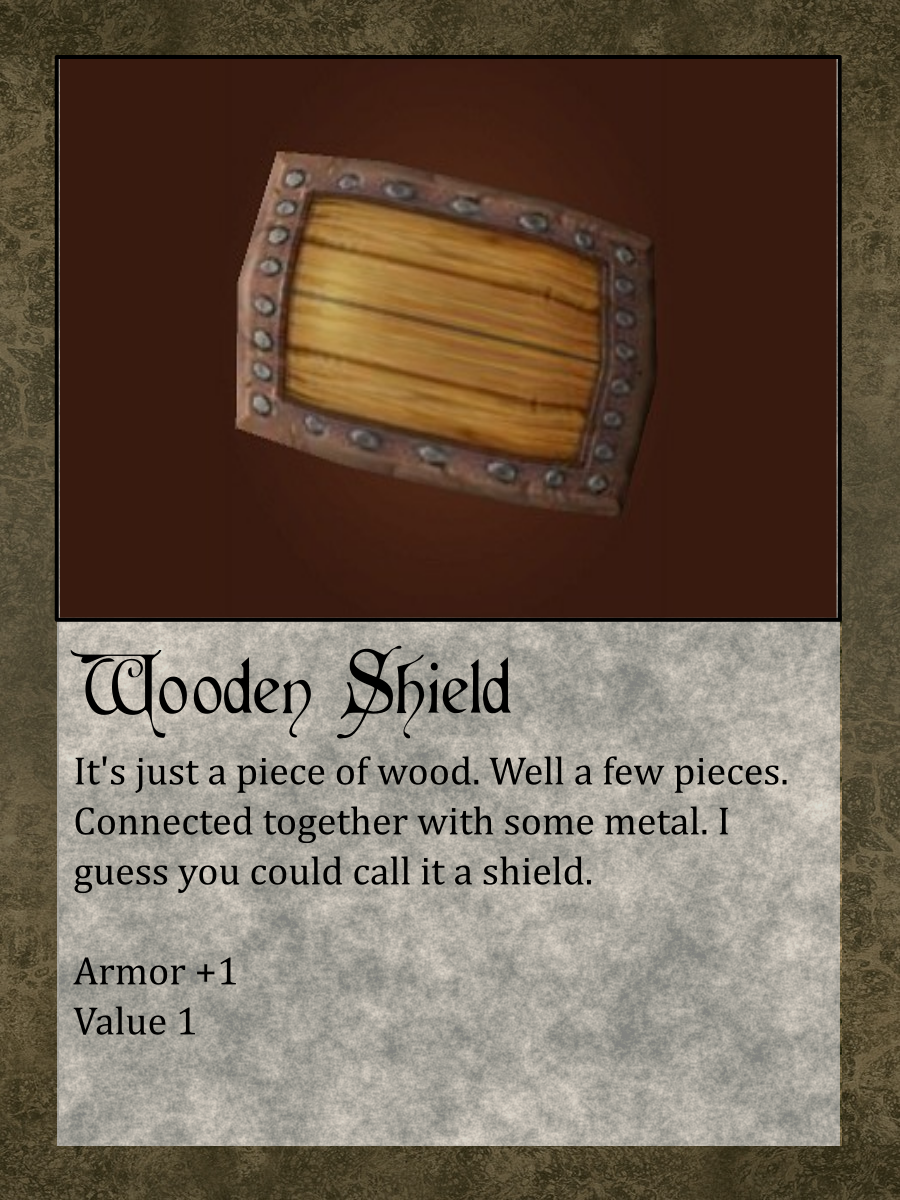 Wooden Shield
It's just a piece of wood. Well a few pieces.
Connected together with some metal. I
guess you could call it a shield.
Armor +1
Value 1